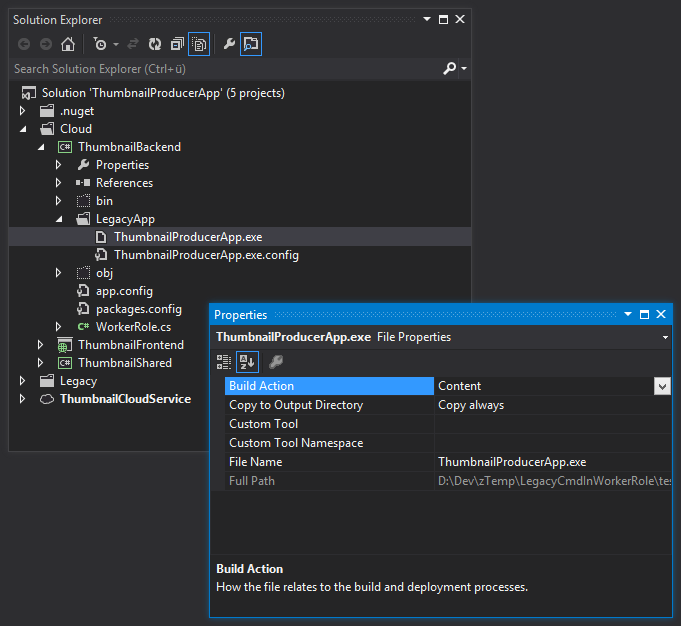 Solution Explorer
Search Solution Explorer (Ctrl+ü)
Solution 'ThumbnailProducerApp' (5 projects)
.nuget
Cloud
C# ThumbnailBackend
Properties
References
bin
LegacyApp
ThumbnailProducerApp.exe
ThumbnailProducerApp.exe.config
obj
app.config
packages.config
C# WorkerRole.cs
ThumbnailFrontend
C# ThumbnailShared
Legacy
ThumbnailCloudService
Properties
ThumbnailProducerApp.exe File Properties
AZ
Build Action Content
Copy to Output Directory Copy always
Custom Tool
Custom Tool Namespace
File Name ThumbnailProducerApp.exe
Full Path D:\Dev\zTemp\LegacyCmdInWorkerRole\tes
Build Action
How the file relates to the build and deployment processes.